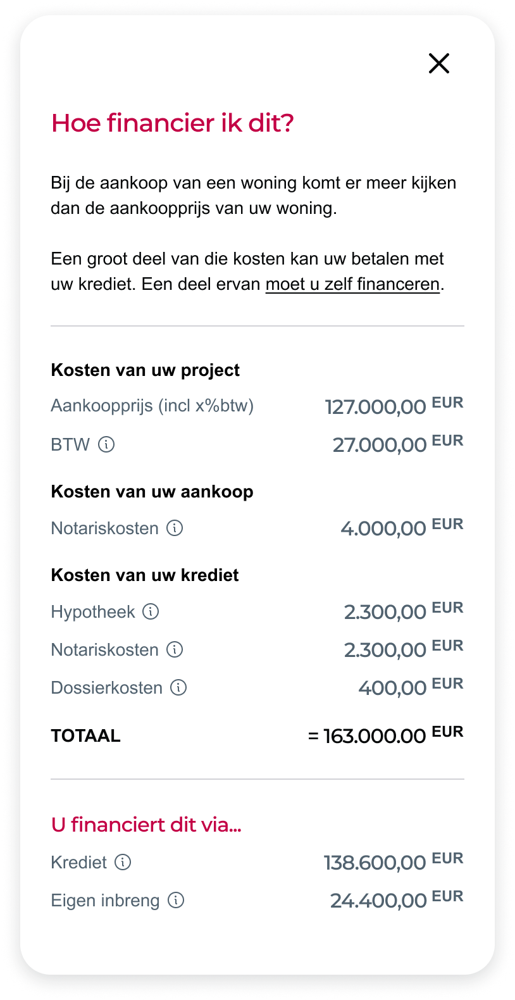 Hoe financier ik dit?
Bij de aankoop van een woning komt er meer kijken
dan de aankoopprijs van uw woning.
Een groot deel van die kosten kan uw betalen met
uw krediet. Een deel ervan moet u zelf financeren.
Kosten van uw project
Aankoopprijs (incl x%btw) 127.000,00 EUR
BTW 27.000,00 EUR
Kosten van uw aankoop
Notariskosten 4.000,00 EUR
Kosten van uw krediet
Hypotheek 2.300,00 EUR
Notariskosten 2.300,00 EUR
Dossierkosten 400,00 EUR
TOTAAL = 163.000.00 EUR
U financiert dit via...
Krediet 138.600,00 EUR
Eigen inbreng 24.400,00 EUR